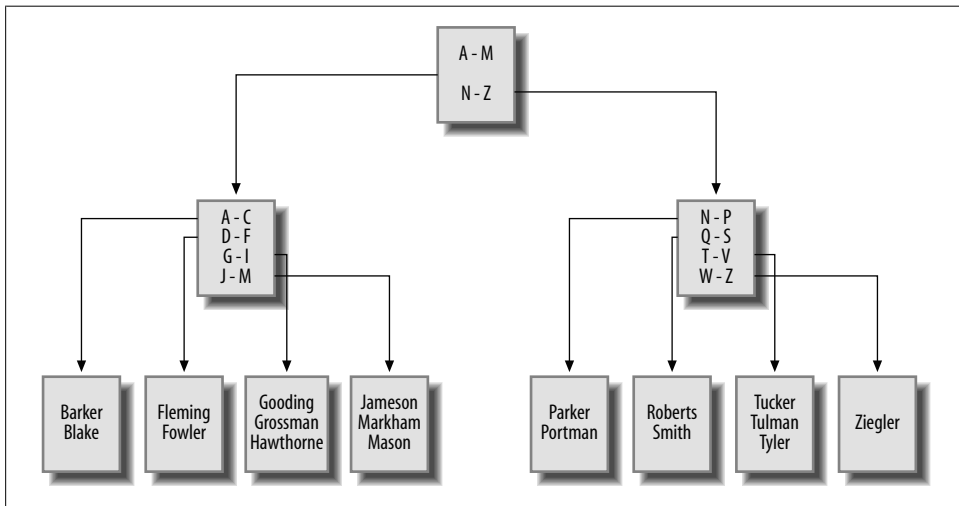 A - M
N - Z
A - C
D - F
G - I
J - M
N - P
Q - S
T - V
W - Z
Barker
Blake
Fleming
Fowler
Gooding
Grossman
Hawthorne
Jameson
Markham
Mason
Parker
Portman
Roberts
Smith
Tucker
Tulman
Tyler
Ziegler